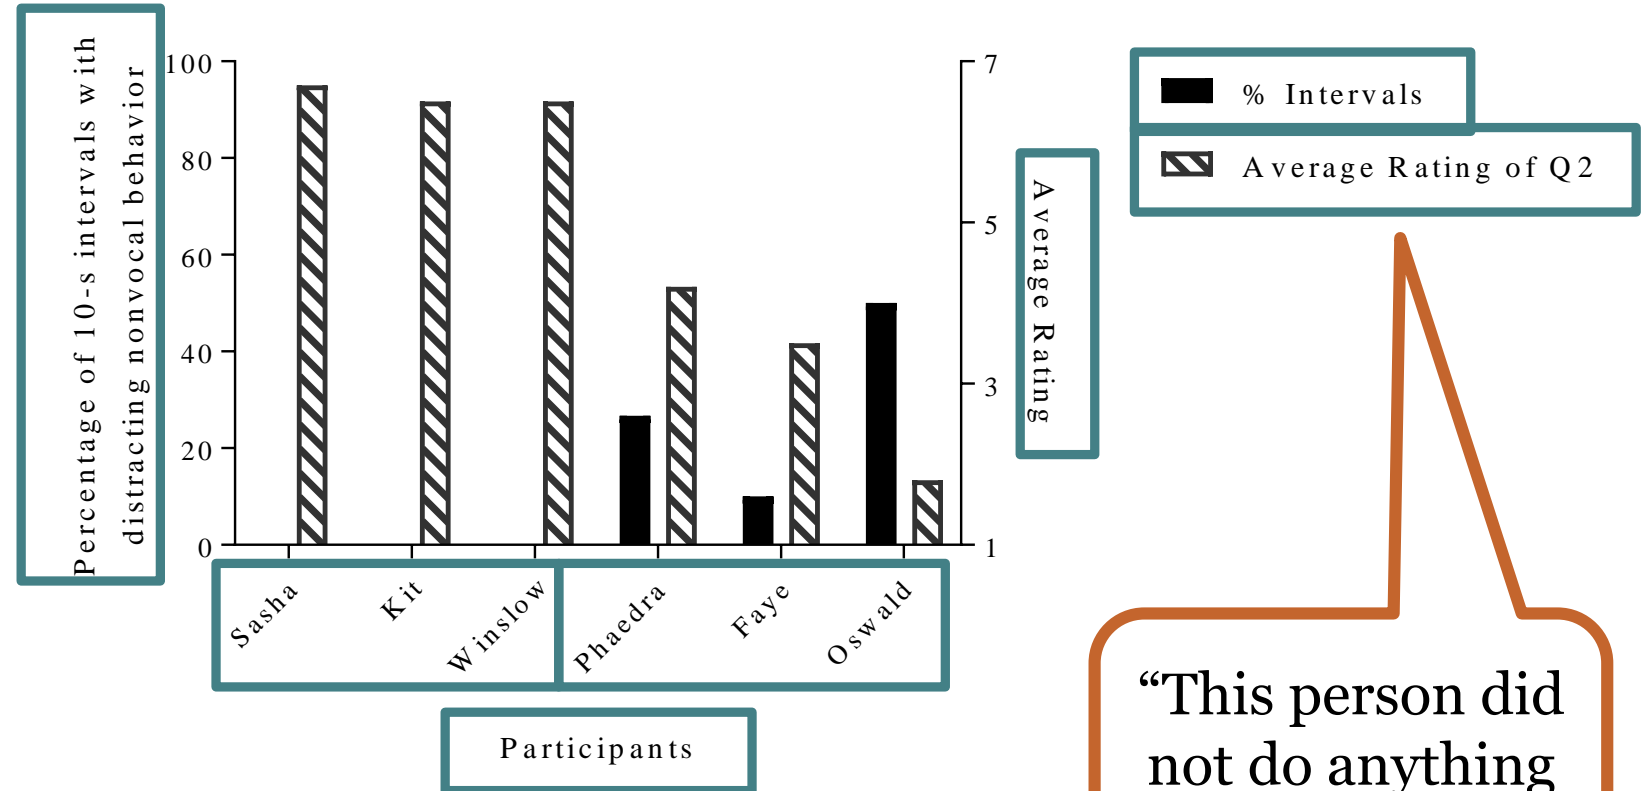 Percentage of 10-s intervals with
distracting nonvocal behavior
100
80
60
40
20
0
7
5
3
1
Average Rating
% Intervals
Average Rating of Q2
Sasha
Kit
Winslow
Phaedra
Faye
Oswald
Participants
“This person did
not do anything